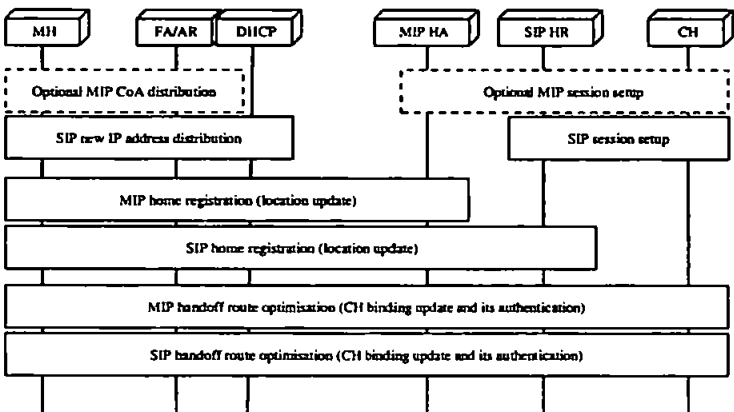 MH FA/AR DHCP MIP HA SIP HR CH
Optional MIP CoA distribution Optional MIP session setup
SIP new IP address distribution SIP session setup
MIP home registration (location update)
SIP home registration (location update)
MIP handoff route optimisation (CH binding update and its authentication)
SIP handoff route optimisation (CH binding update and its authentication)